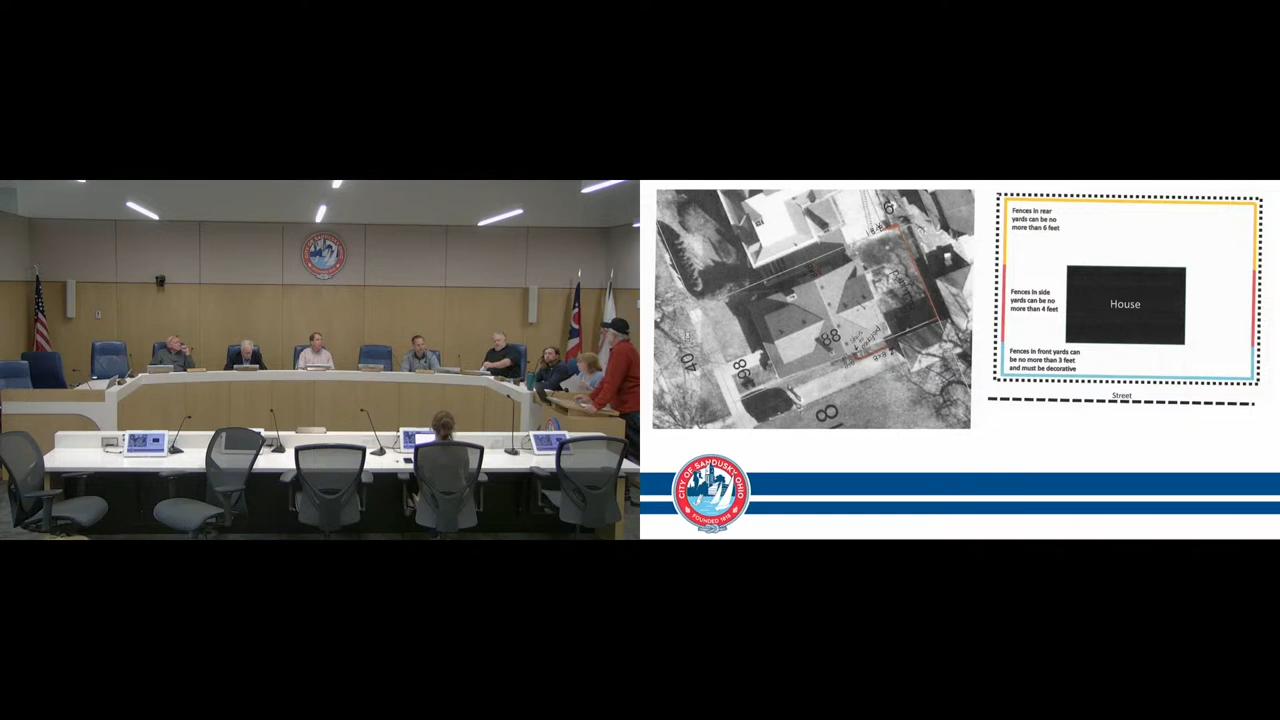 Fences in rear
yards can be no
more than 6 feet
Fences in side
yards can be no
more than 4 feet
House
Fences in front yards can
be no more than 3 feet
and must be decorative
Street
40
88
88
CITY OF SANDUSKY, OHIO
FOUNDED 1818